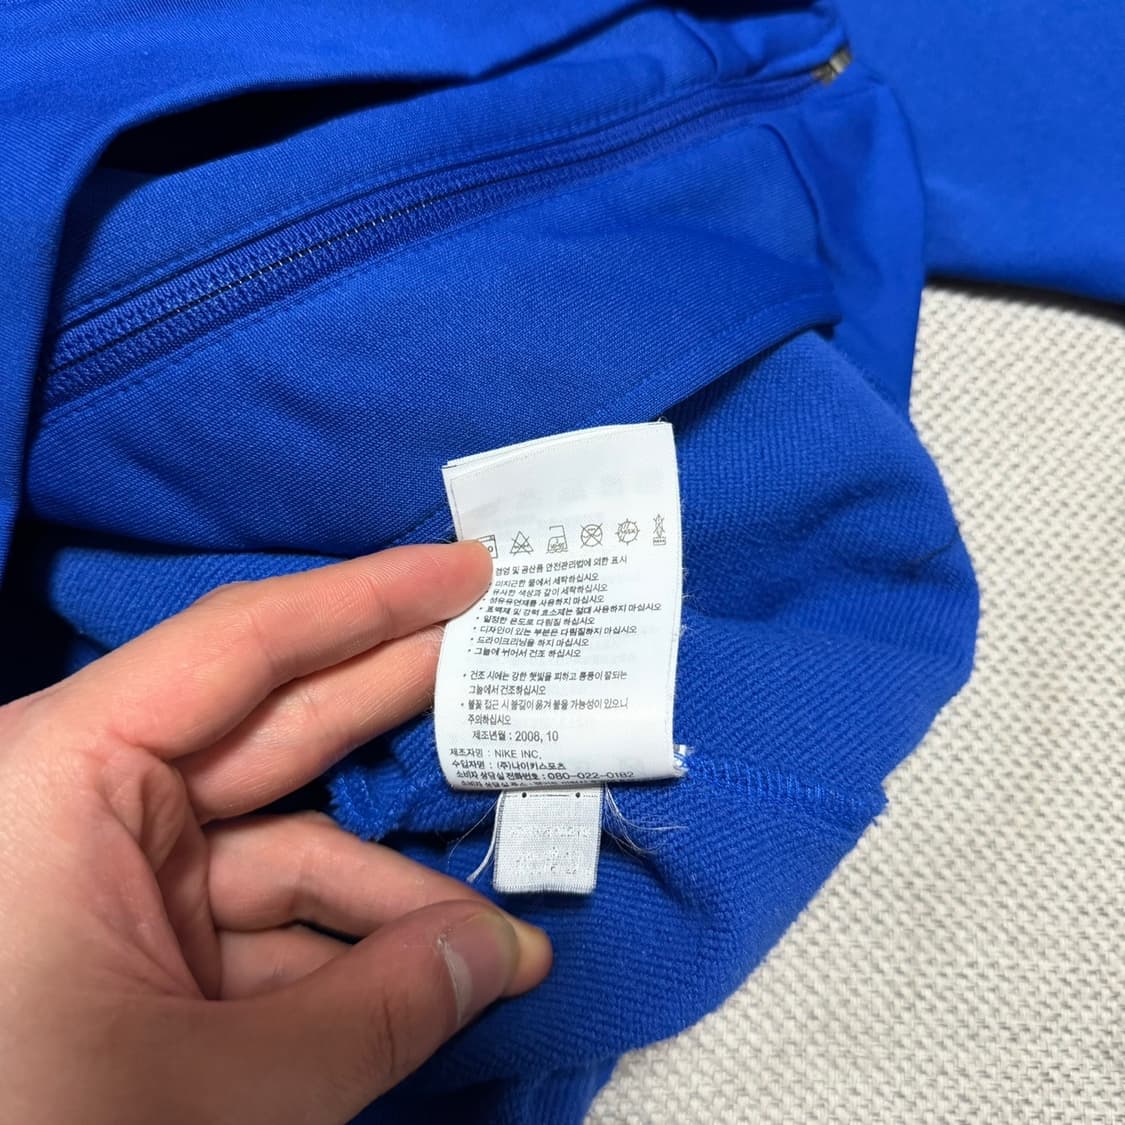 경영 및 공산품 안전관리법에 의한 표시
• 미지근한 물에서 세탁하십시오
• 유사한 색상과 같이 세탁하십시오
• 섬유유연제를 사용하지 마십시오
• 표백제 및 강력 효소제는 절대 사용하지 마십시오
• 일정한 온도로 다림질 하십시오
• 디자인이 있는 부분은 다림질하지 마십시오
• 드라이크리닝을 하지 마십시오
• 그늘에 뉘어서 건조 하십시오
• 건조 시에는 강한 햇빛을 피하고 통풍이 잘되는
그늘에서 건조하십시오
• 불꽃 접근 시 불길이 옮겨 붙을 가능성이 있으니
주의하십시오
제조년월 : 2008, 10
제조자명 : NIKE INC,
수입자명 : (주)나이키스포츠
소비자 상담실 전화번호 : 080-022-0182
소비자 상담실 주소 :